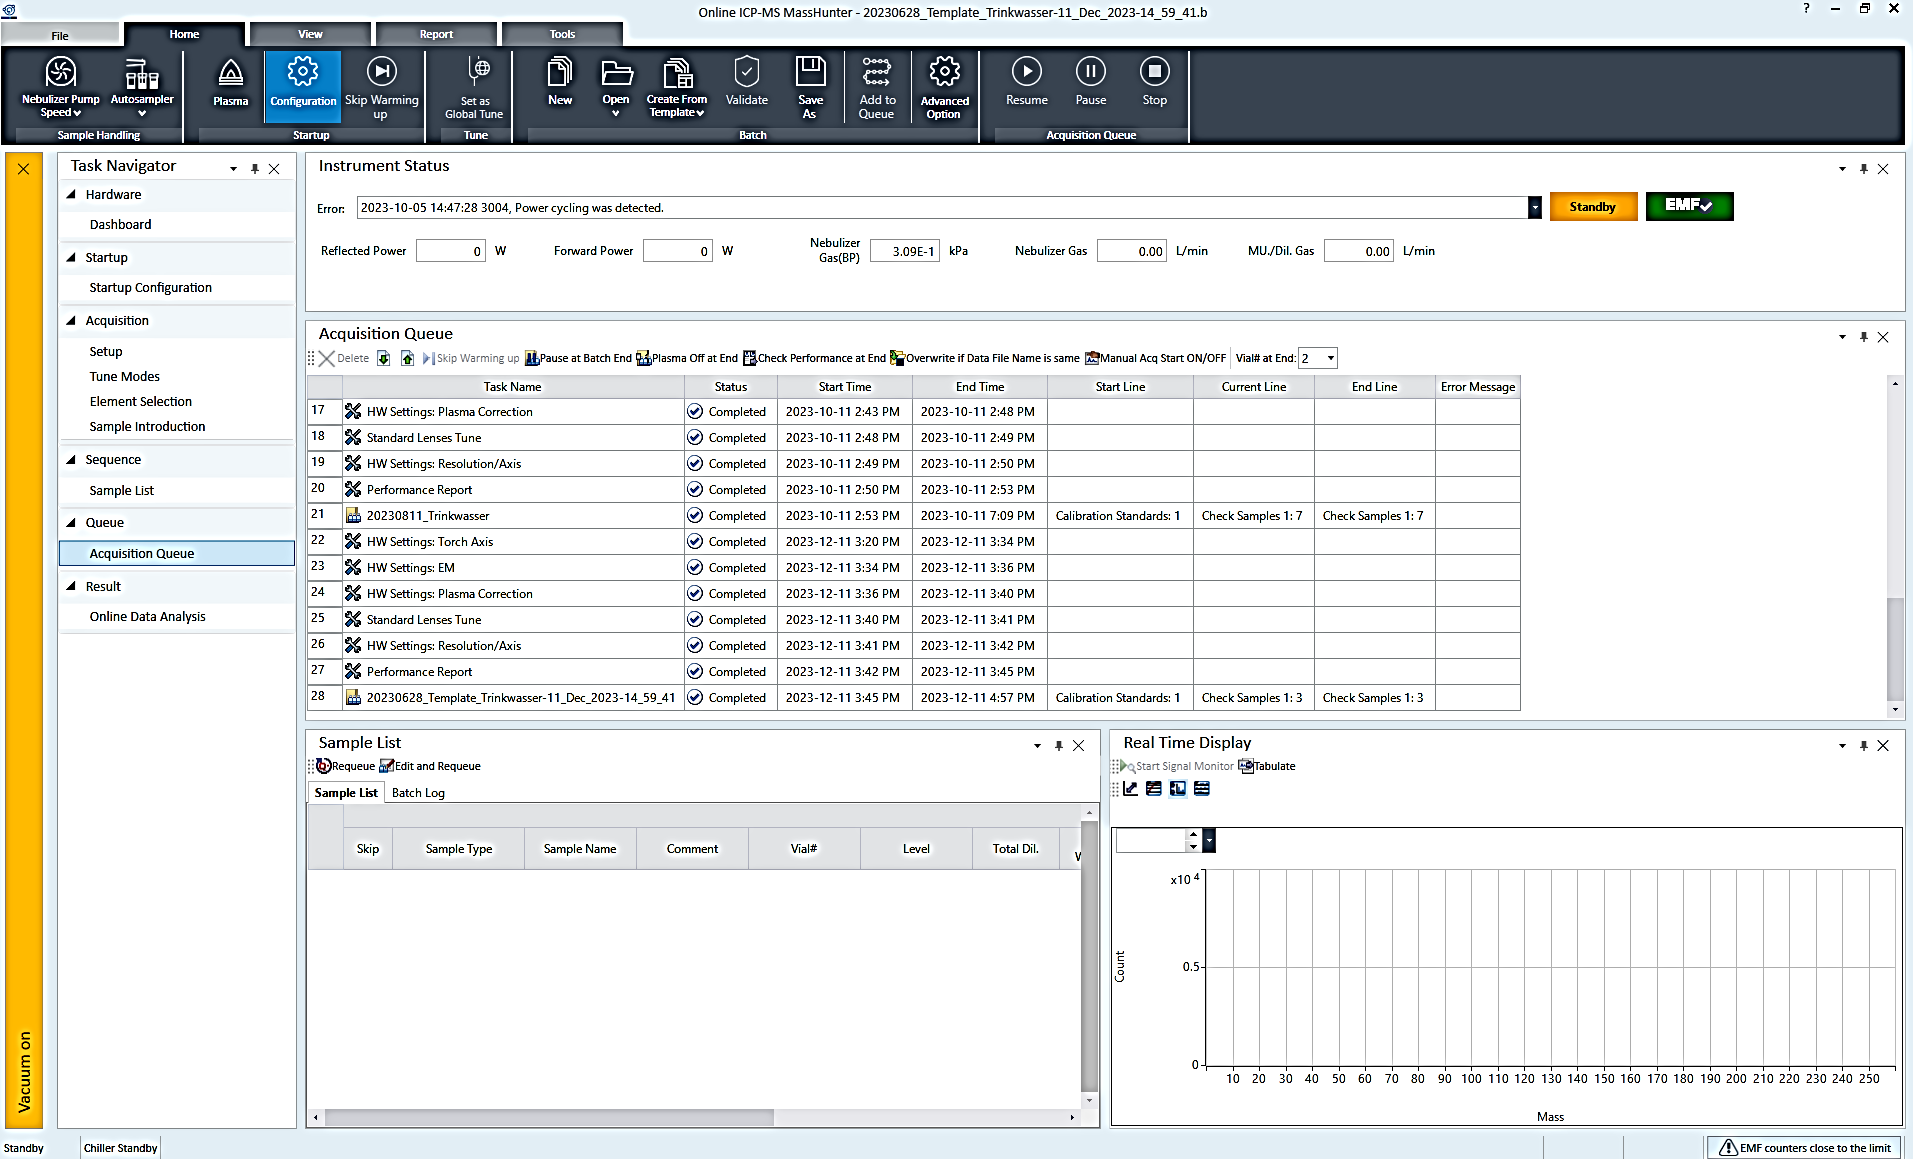 Online ICP-MS MassHunter - 20230628_Template_Trinkwasser-11_Dec_2023-14_59_41.b
?
File Home View Report Tools
Nebulizer Pump Speed
Autosampler
Sample Handling
Plasma
Configuration
Skip Warming up
Startup
Set as Global Tune
Tune
New
Open
Create From Template
Validate
Save As
Add to Queue
Advanced Option
Batch
Resume
Pause
Stop
Acquisition Queue
Vacuum on
Task Navigator
Hardware
Dashboard
Startup
Startup Configuration
Acquisition
Setup
Tune Modes
Element Selection
Sample Introduction
Sequence
Sample List
Queue
Acquisition Queue
Result
Online Data Analysis
Instrument Status
Error: 2023-10-05 14:47:28 3004, Power cycling was detected. Standby EMF
Reflected Power 0 W Forward Power 0 W Nebulizer Gas(BP) 3.09E-1 kPa Nebulizer Gas 0.00 L/min MU./Dil. Gas 0.00 L/min
Acquisition Queue
Delete Skip Warming up Pause at Batch End Plasma Off at End Check Performance at End Overwrite if Data File Name is same Manual Acq Start ON/OFF Vial# at End: 2
Task Name Status Start Time End Time Start Line Current Line End Line Error Message
17 HW Settings: Plasma Correction Completed 2023-10-11 2:43 PM 2023-10-11 2:48 PM
18 Standard Lenses Tune Completed 2023-10-11 2:48 PM 2023-10-11 2:49 PM
19 HW Settings: Resolution/Axis Completed 2023-10-11 2:49 PM 2023-10-11 2:50 PM
20 Performance Report Completed 2023-10-11 2:50 PM 2023-10-11 2:53 PM
21 20230811_Trinkwasser Completed 2023-10-11 2:53 PM 2023-10-11 7:09 PM Calibration Standards: 1 Check Samples 1: 7 Check Samples 1: 7
22 HW Settings: Torch Axis Completed 2023-12-11 3:20 PM 2023-12-11 3:34 PM
23 HW Settings: EM Completed 2023-12-11 3:34 PM 2023-12-11 3:36 PM
24 HW Settings: Plasma Correction Completed 2023-12-11 3:36 PM 2023-12-11 3:40 PM
25 Standard Lenses Tune Completed 2023-12-11 3:40 PM 2023-12-11 3:41 PM
26 HW Settings: Resolution/Axis Completed 2023-12-11 3:41 PM 2023-12-11 3:42 PM
27 Performance Report Completed 2023-12-11 3:42 PM 2023-12-11 3:45 PM
28 20230628_Template_Trinkwasser-11_Dec_2023-14_59_41 Completed 2023-12-11 3:45 PM 2023-12-11 4:57 PM Calibration Standards: 1 Check Samples 1: 3 Check Samples 1: 3
Sample List
Requeue Edit and Requeue
Sample List Batch Log
Skip Sample Type Sample Name Comment Vial# Level Total Dil.
Real Time Display
Start Signal Monitor Tabulate
x10 4
0.5
0
Count
10 20 30 40 50 60 70 80 90 100 110 120 130 140 150 160 170 180 190 200 210 220 230 240 250
Mass
Standby Chiller Standby EMF counters close to the limit